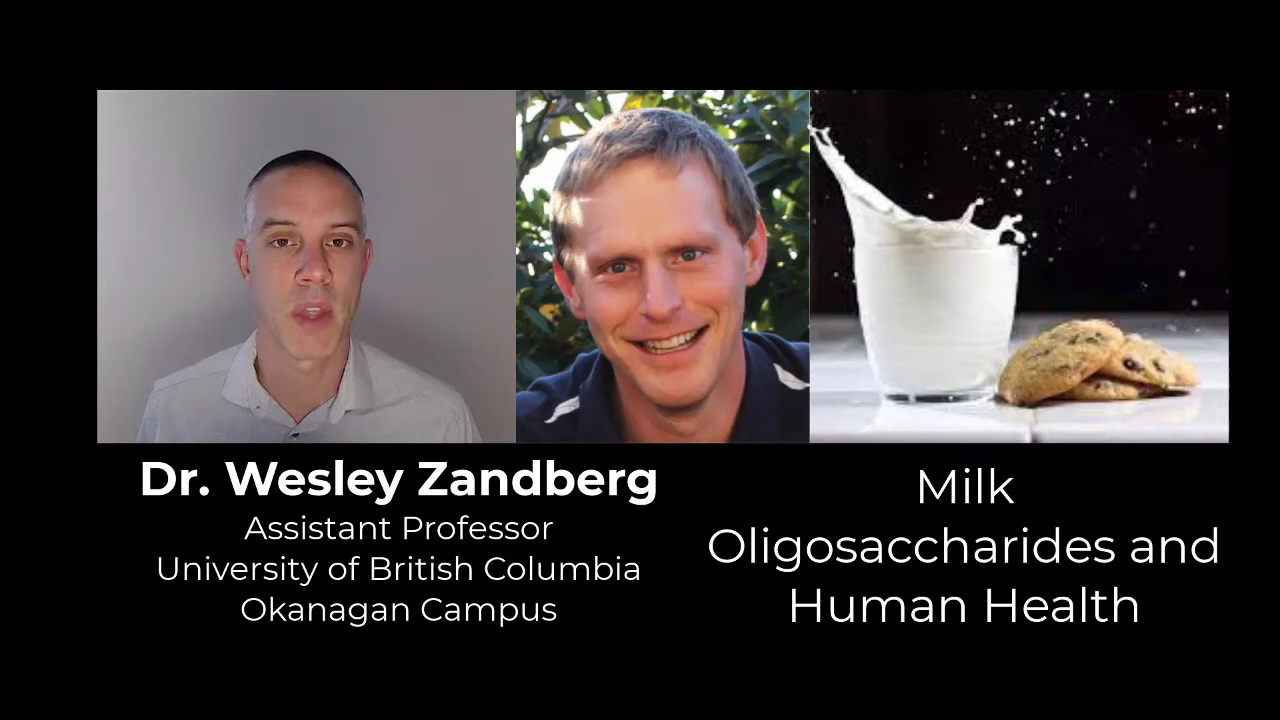 Dr. Wesley Zandberg
Assistant Professor
University of British Columbia
Okanagan Campus
Milk
Oligosaccharides and
Human Health